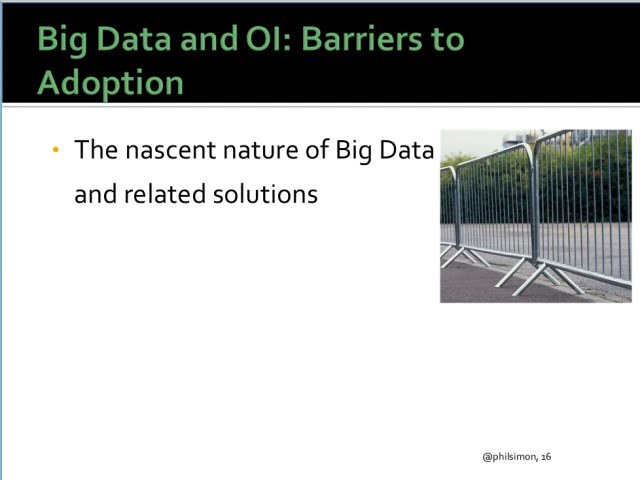 Big Data and OI: Barriers to
Adoption
• The nascent nature of Big Data
and related solutions
@philsimon, 16